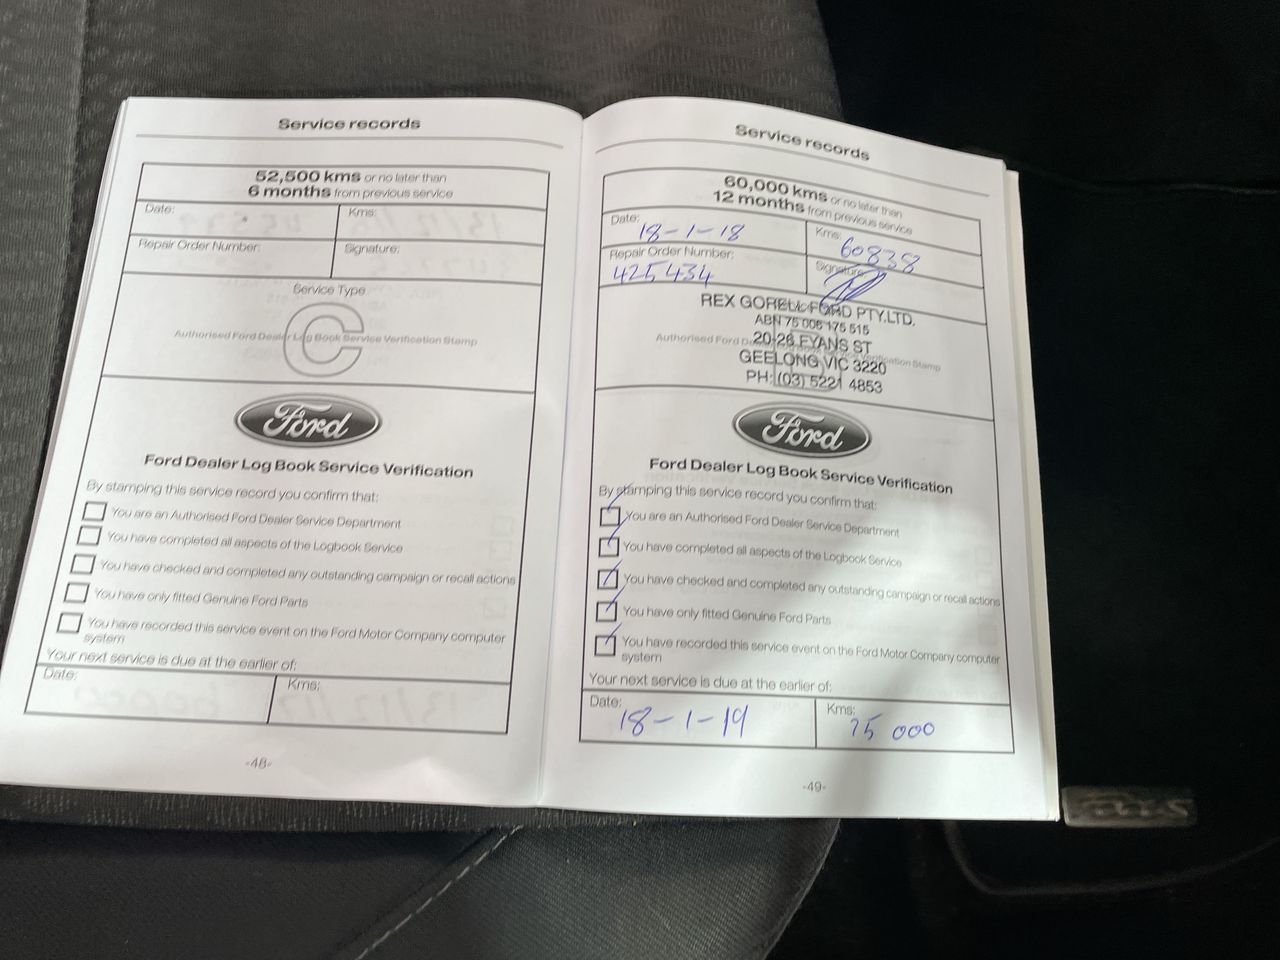 Service records
52,500 kms or no later than
6 months from previous service
Date:
Kms:
Repair Order Number:
Signature:
Service Type
C
Authorised Ford Dealer Log Book Service Verification Stamp
Ford
Ford Dealer Log Book Service Verification
By stamping this service record you confirm that:
You are an Authorised Ford Dealer Service Department
You have completed all aspects of the Logbook Service
You have checked and completed any outstanding campaign or recall actions
You have only fitted Genuine Ford Parts
You have recorded this service event on the Ford Motor Company computer
system
Your next service is due at the earlier of:
Date:
Kms:
-48-
Service records
60,000 kms or no later than
12 months from previous service
Date:
18-1-18
Kms:
60838
Repair Order Number:
425434
Signature:
REX GORELL FORD PTY.LTD.
ABN 75 006 175 515
20-26 EVANS ST
GEELONG VIC 3220
PH: (03) 5221 4853
Authorised Ford Dealer Log Book Service Verification Stamp
Ford
Ford Dealer Log Book Service Verification
By stamping this service record you confirm that:
You are an Authorised Ford Dealer Service Department
You have completed all aspects of the Logbook Service
You have checked and completed any outstanding campaign or recall actions
You have only fitted Genuine Ford Parts
You have recorded this service event on the Ford Motor Company computer
system
Your next service is due at the earlier of:
Date:
18-1-19
Kms:
75 000
-49-